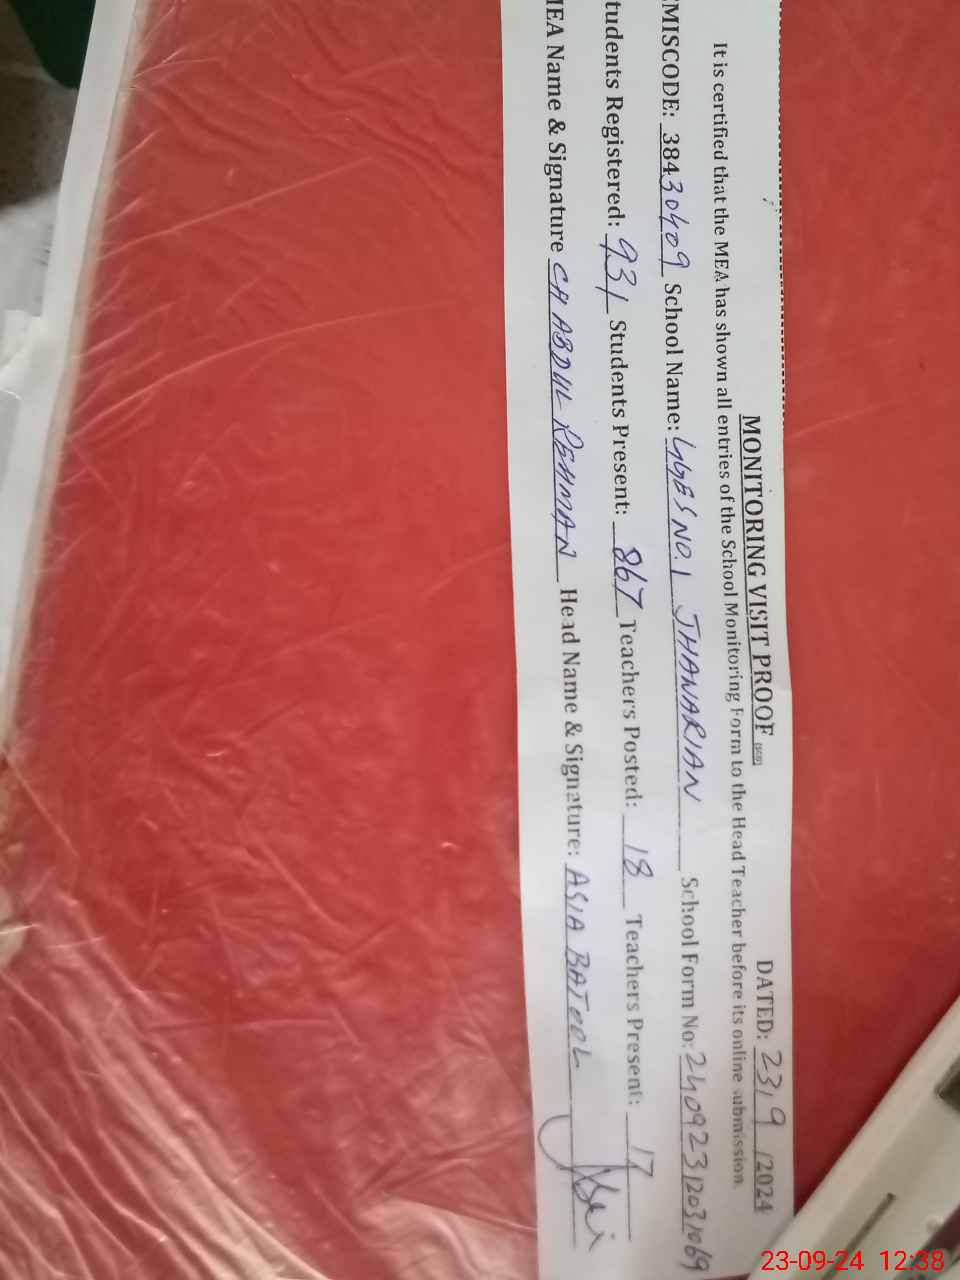 MONITORING VISIT PROOF DATED: 23/9/2024
It is certified that the MEA has shown all entries of the School Monitoring Form to the Head Teacher before its online submission.
EMISCODE: 38430409 School Name: GGES NO.1 JHANARIAN School Form No: 24092312031069
tudents Registered: 931 Students Present: 867 Teachers Posted: 18 Teachers Present: 17
MEA Name & Signature CH ABDUL REHMAN Head Name & Signature: ASIA BATOOL
23-09-24 12:38